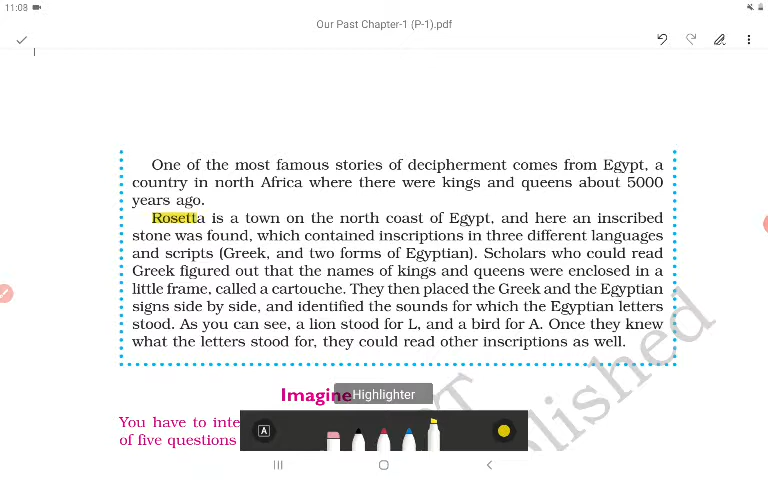 11:08
Our Past Chapter-1 (P-1).pdf
One of the most famous stories of decipherment comes from Egypt, a
country in north Africa where there were kings and queens about 5000
years ago.
Rosetta is a town on the north coast of Egypt, and here an inscribed
stone was found, which contained inscriptions in three different languages
and scripts (Greek, and two forms of Egyptian). Scholars who could read
Greek figured out that the names of kings and queens were enclosed in a
little frame, called a cartouche. They then placed the Greek and the Egyptian
signs side by side, and identified the sounds for which the Egyptian letters
stood. As you can see, a lion stood for L, and a bird for A. Once they knew
what the letters stood for, they could read other inscriptions as well.
Imagine
Highlighter
You have to inte
of five questions
A